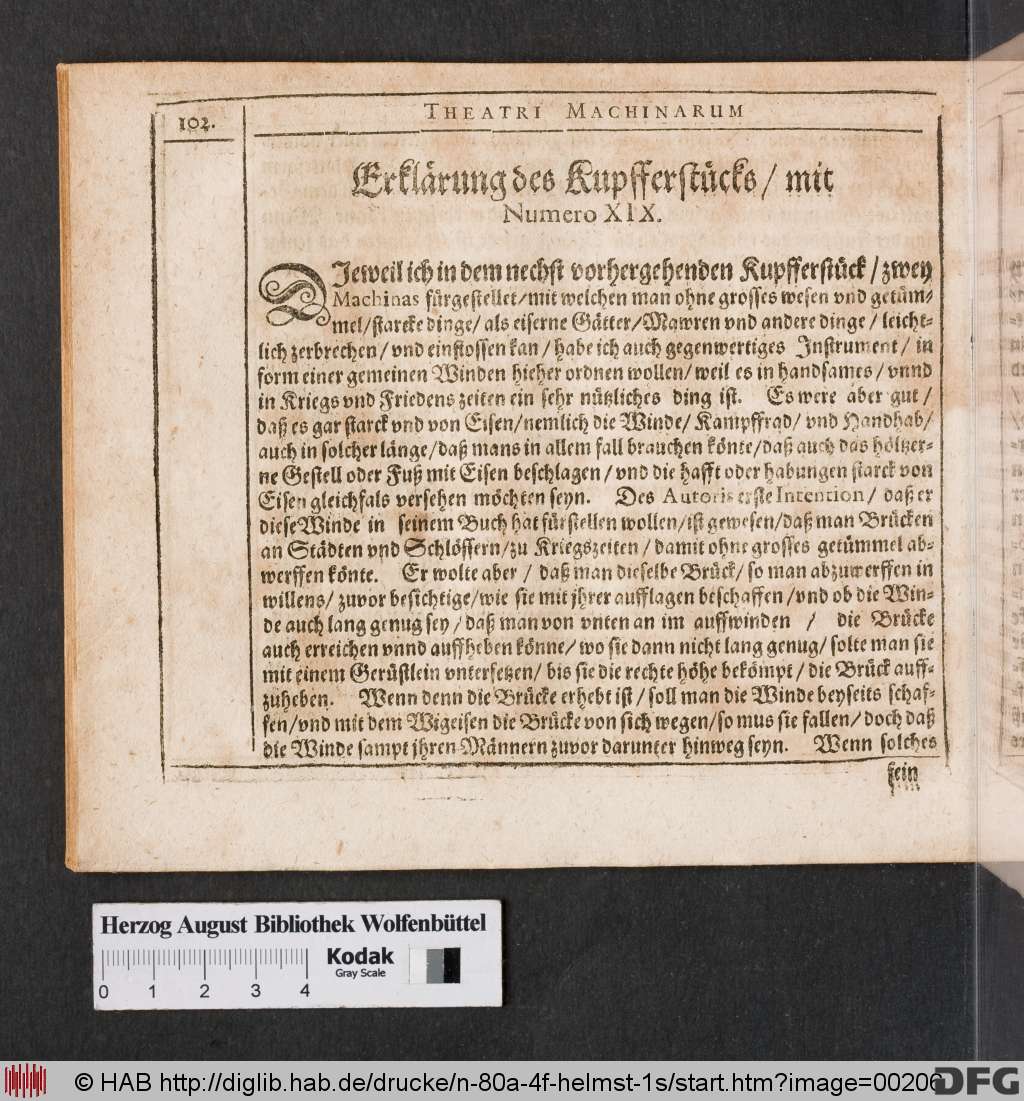 102.
THEATRI MACHINARUM
Erklärung des Kupfferstücks / mit
Numero XIX.
DJeweil ich in dem nechst vorhergehenden Kupfferstück / zwey
Machinas fürgestellet/mit welchen man ohne grosses wesen vnd getüm-
mel/starcke dinge/ als eiserne Gätter/Mawren vnd andere dinge / leicht-
lich zerbrechen/ vnd einstossen kan / habe ich auch gegenwertiges Instrument / in
form einer gemeinen Winden hieher ordnen wollen/ weil es in handsames / vnnd
in Kriegs vnd Friedens zeiten ein sehr nützliches ding ist. Es were aber gut /
daß es gar starck vnd von Eisen/nemlich die Winde/ Kampffrad/ vnd Handhab/
auch in solcher länge/daß mans in allem fall brauchen könte/daß auch das höltzer-
ne Gestell oder Fuß mit Eisen beschlagen / vnd die hafft oder habungen starck von
Eisen gleichfals versehen möchten seyn. Des Autoris erste Intention / daß er
diese Winde in seinem Buch hat fürstellen wollen/ist gewesen/daß man Brücken
an Städten vnd Schlössern/zu Kriegszeiten / damit ohne grosses getümmel ab-
werffen könte. Er wolte aber / daß man dieselbe Brück/ so man abzuwerffen in
willens/ zuvor besichtige/wie sie mit jhrer aufflagen beschaffen /vnd ob die Win-
de auch lang genug sey / daß man von vnten an im auffwinden / die Brücke
auch erreichen vnnd auffheben könne/ wo sie dann nicht lang genug/ solte man sie
mit einem Gerüstlein vntersetzen/ bis sie die rechte höhe bekömpt / die Brück auff-
zuheben. Wenn denn die Brücke erhebt ist / soll man die Winde beyseits schaf-
fen/vnd mit dem Wigeisen die Brücke von sich wegen/so mus sie fallen/ doch daß
die Winde sampt jhren Männern zuvor darunter hinweg seyn. Wenn solches
sein
Herzog August Bibliothek Wolfenbüttel
Kodak
Gray Scale
0 1 2 3 4
© HAB http://diglib.hab.de/drucke/n-80a-4f-helmst-1s/start.htm?image=00206
DFG